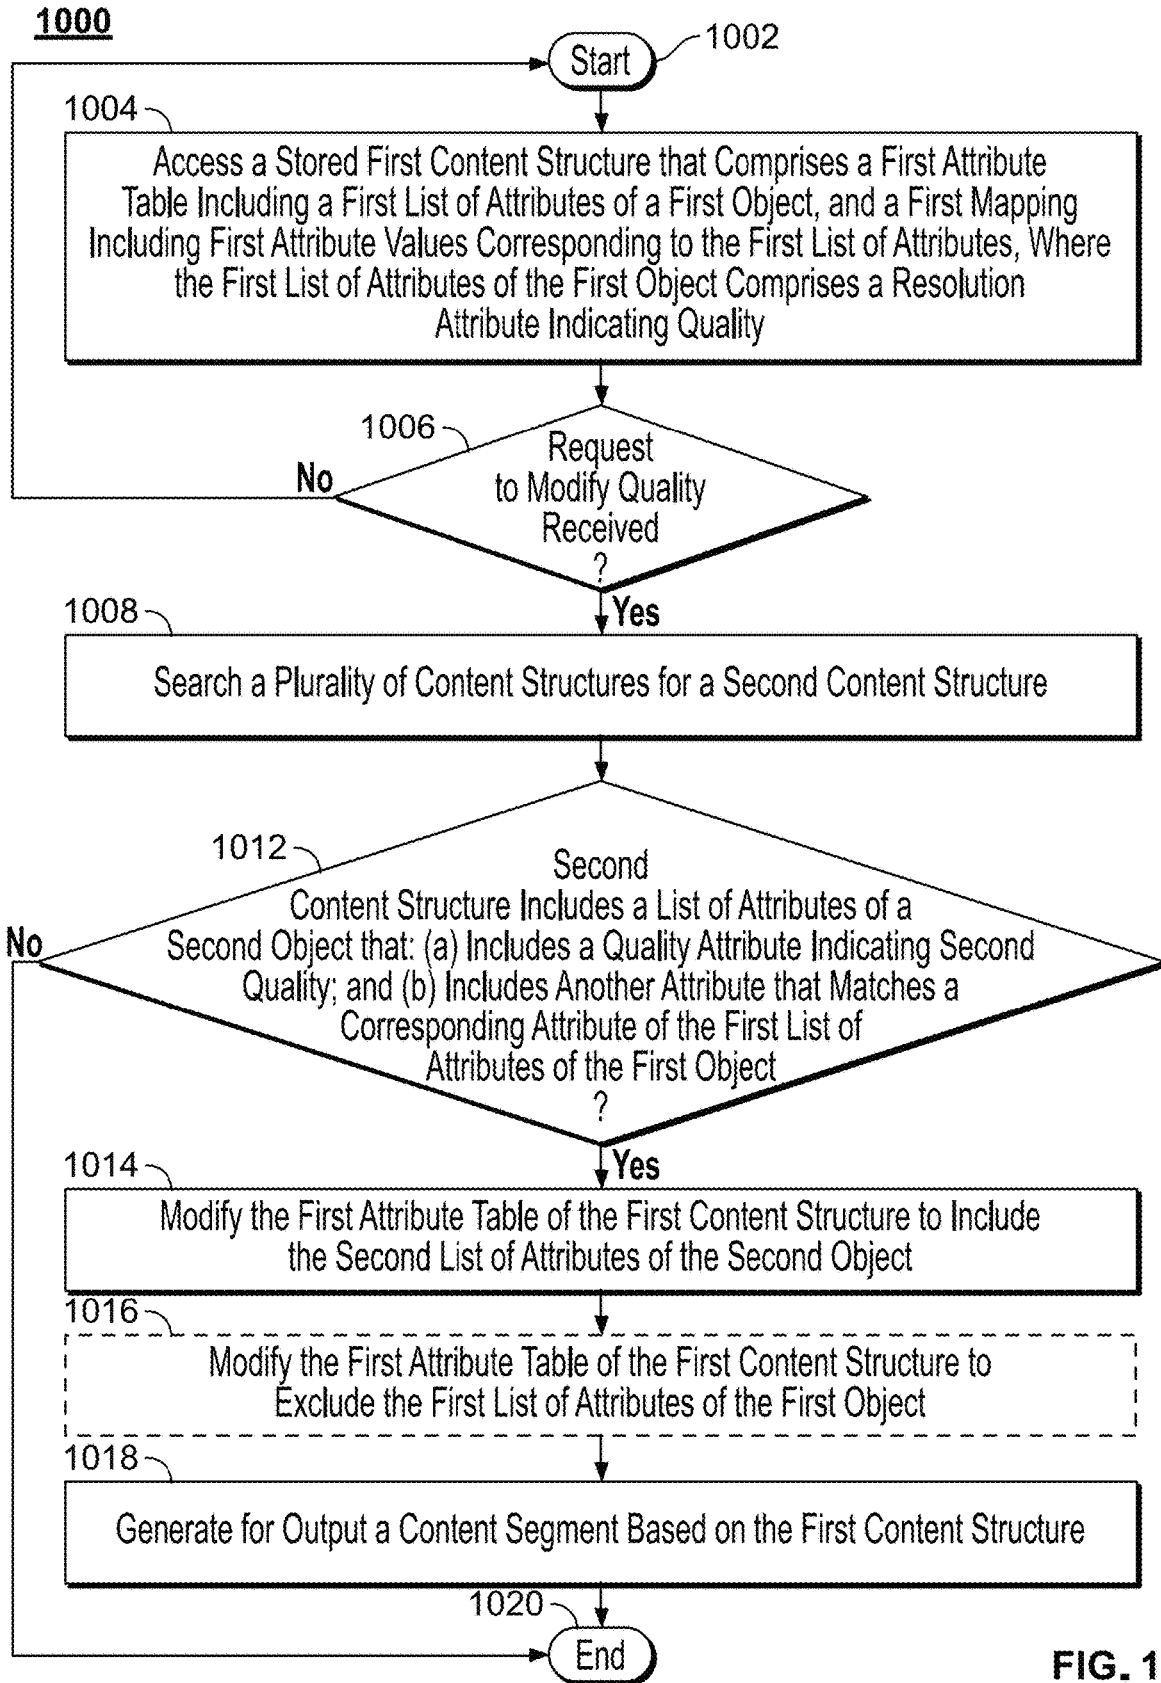 1000
Start
1002
1004
Access a Stored First Content Structure that Comprises a First Attribute
Table Including a First List of Attributes of a First Object, and a First Mapping
Including First Attribute Values Corresponding to the First List of Attributes, Where
the First List of Attributes of the First Object Comprises a Resolution
Attribute Indicating Quality
1006
Request
to Modify Quality
Received
?
No
Yes
1008
Search a Plurality of Content Structures for a Second Content Structure
1012
Second
Content Structure Includes a List of Attributes of a
Second Object that: (a) Includes a Quality Attribute Indicating Second
Quality; and (b) Includes Another Attribute that Matches a
Corresponding Attribute of the First List of
Attributes of the First Object
?
No
Yes
1014
Modify the First Attribute Table of the First Content Structure to Include
the Second List of Attributes of the Second Object
1016
Modify the First Attribute Table of the First Content Structure to
Exclude the First List of Attributes of the First Object
1018
Generate for Output a Content Segment Based on the First Content Structure
1020
End
FIG. 1